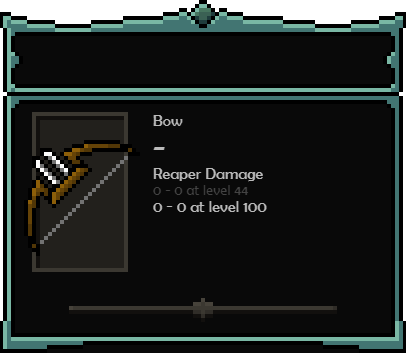 Bow
–
Reaper Damage
0 - 0 at level 44
0 - 0 at level 100